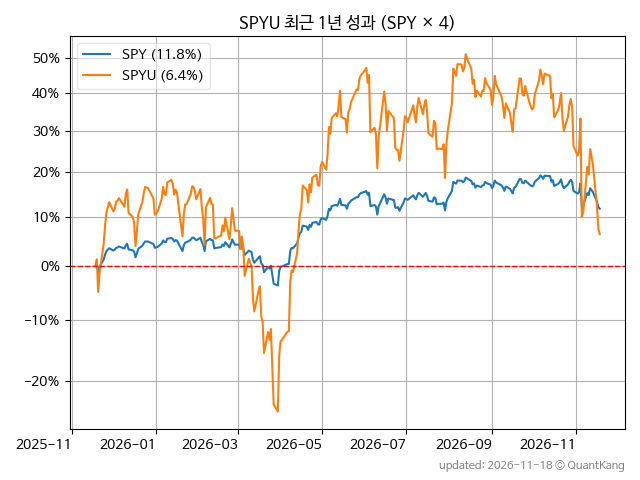 SPYU 최근 1년 성과 (SPY × 4)
SPY (11.8%)
SPYU (6.4%)
50%
40%
30%
20%
10%
0%
−10%
−20%
2025-11 2026-01 2026-03 2026-05 2026-07 2026-09 2026-11
updated: 2026-11-18 © QuantKang